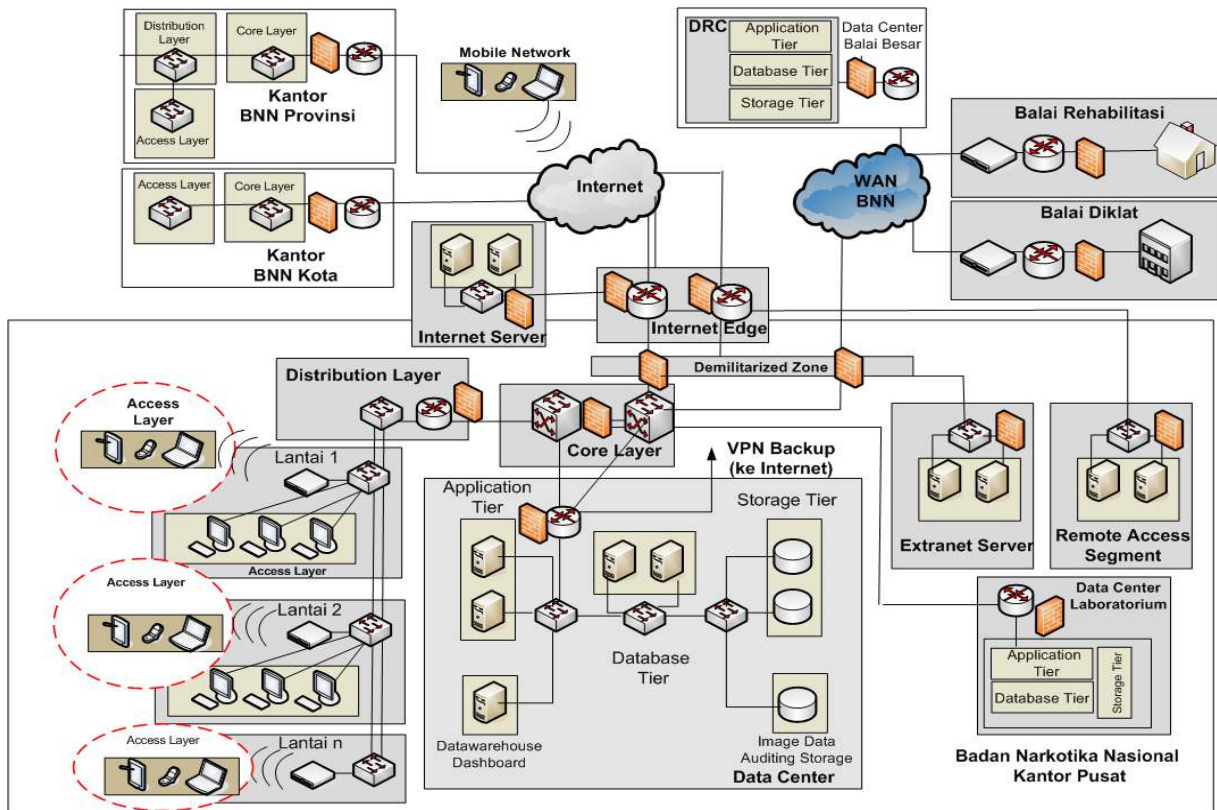 Distribution
Layer
Core Layer
Access Layer
Kantor
BNN Provinsi
Mobile Network
DRC
Application
Tier
Database Tier
Storage Tier
Data Center
Balai Besar
Access Layer
Core Layer
Kantor
BNN Kota
Internet
WAN
BNN
Balai Rehabilitasi
Balai Diklat
Internet Server
Internet Edge
Demilitarized Zone
Distribution Layer
Core Layer
Access
Layer
Lantai 1
Access Layer
Access Layer
Lantai 2
Access Layer
Lantai n
VPN Backup
(ke Internet)
Application
Tier
Storage Tier
Database
Tier
Datawarehouse
Dashboard
Image Data
Auditing Storage
Data Center
Extranet Server
Remote Access
Segment
Data Center
Laboratorium
Application
Tier
Database Tier
Storage Tier
Badan Narkotika Nasional
Kantor Pusat